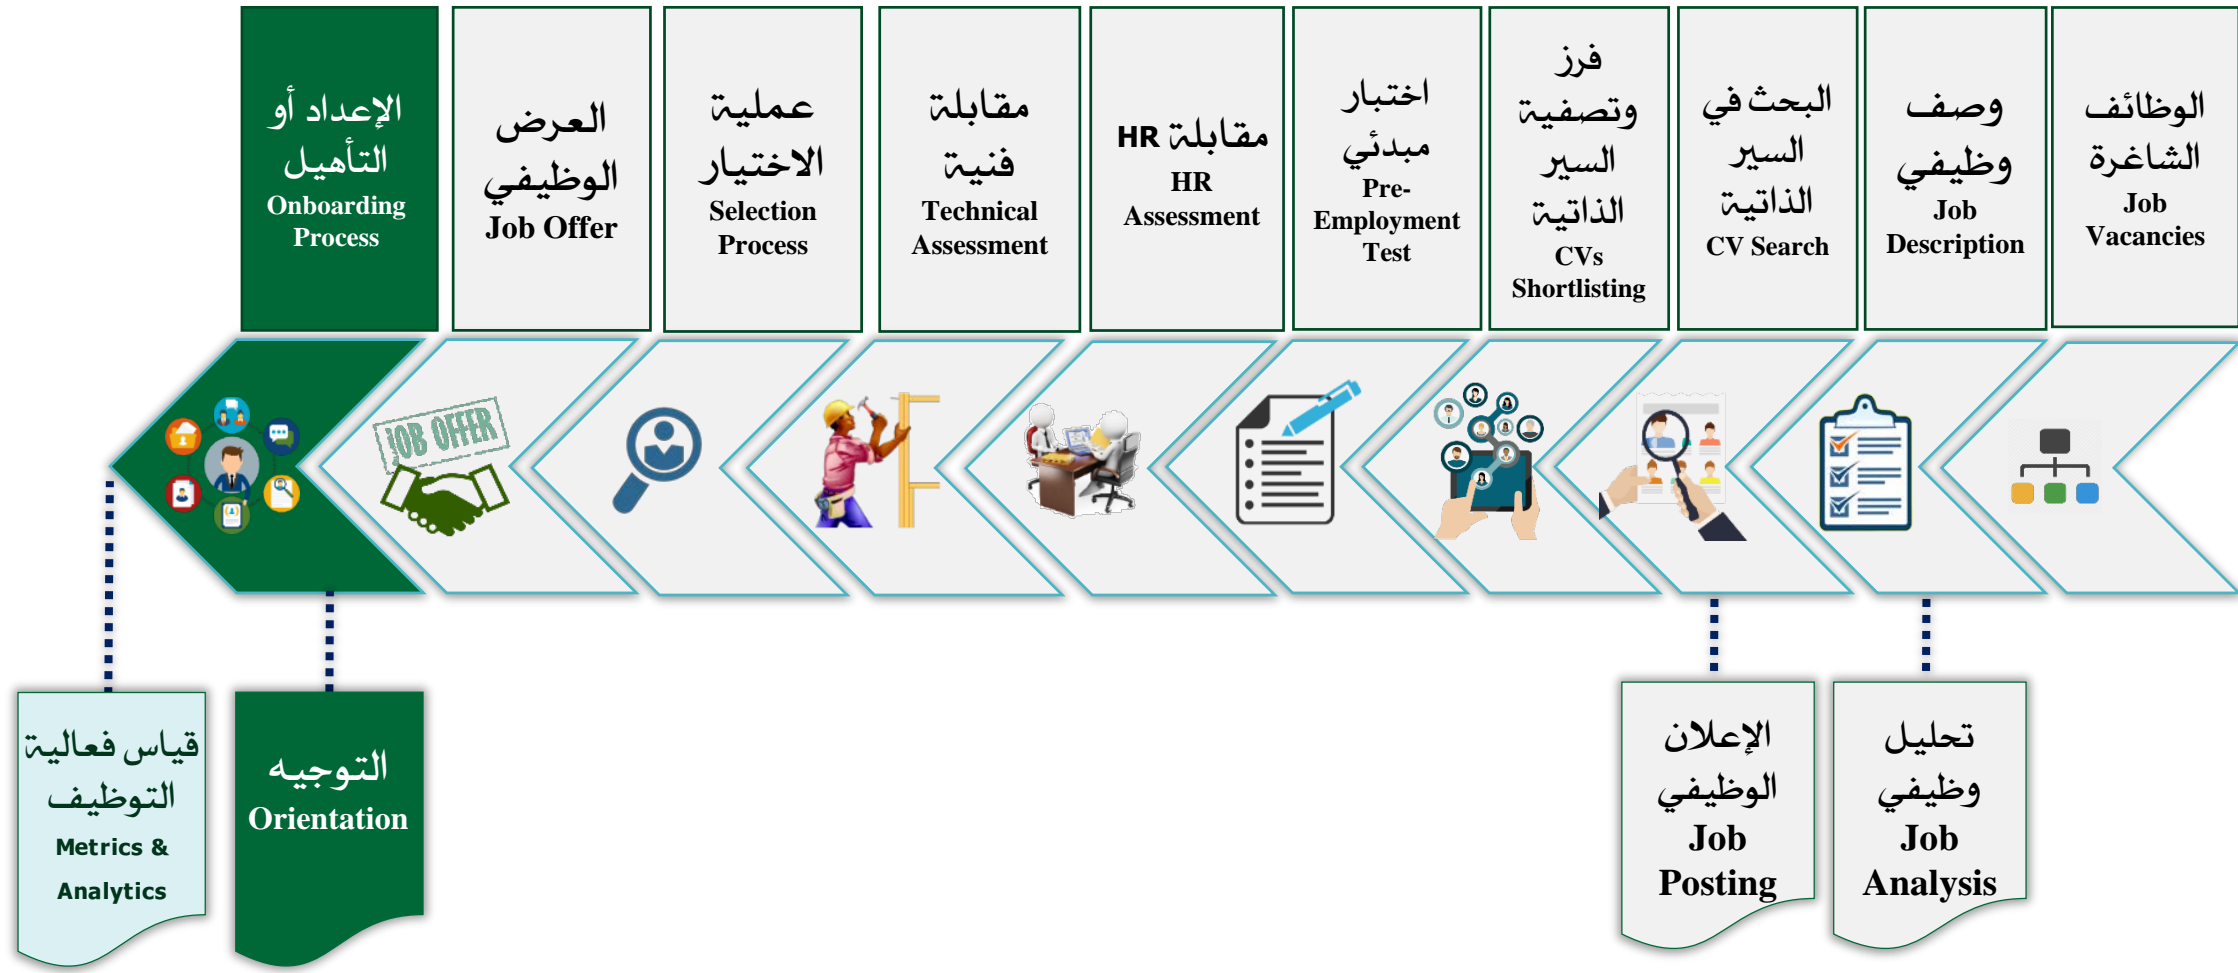 الوظائف
الشاغرة
Job
Vacancies
وصف
وظيفي
Job
Description
البحث في
السير
الذاتية
CV Search
فرز
وتصفية
السير
الذاتية
CVs
Shortlisting
اختبار
مبدئي
Pre-
Employment
Test
مقابلة HR
HR
Assessment
مقابلة
فنية
Technical
Assessment
عملية
الاختيار
Selection
Process
العرض
الوظيفي
Job Offer
الإعداد أو
التأهيل
Onboarding
Process
JOB OFFER
تحليل
وظيفي
Job
Analysis
الإعلان
الوظيفي
Job
Posting
التوجيه
Orientation
قياس فعالية
التوظيف
Metrics &
Analytics